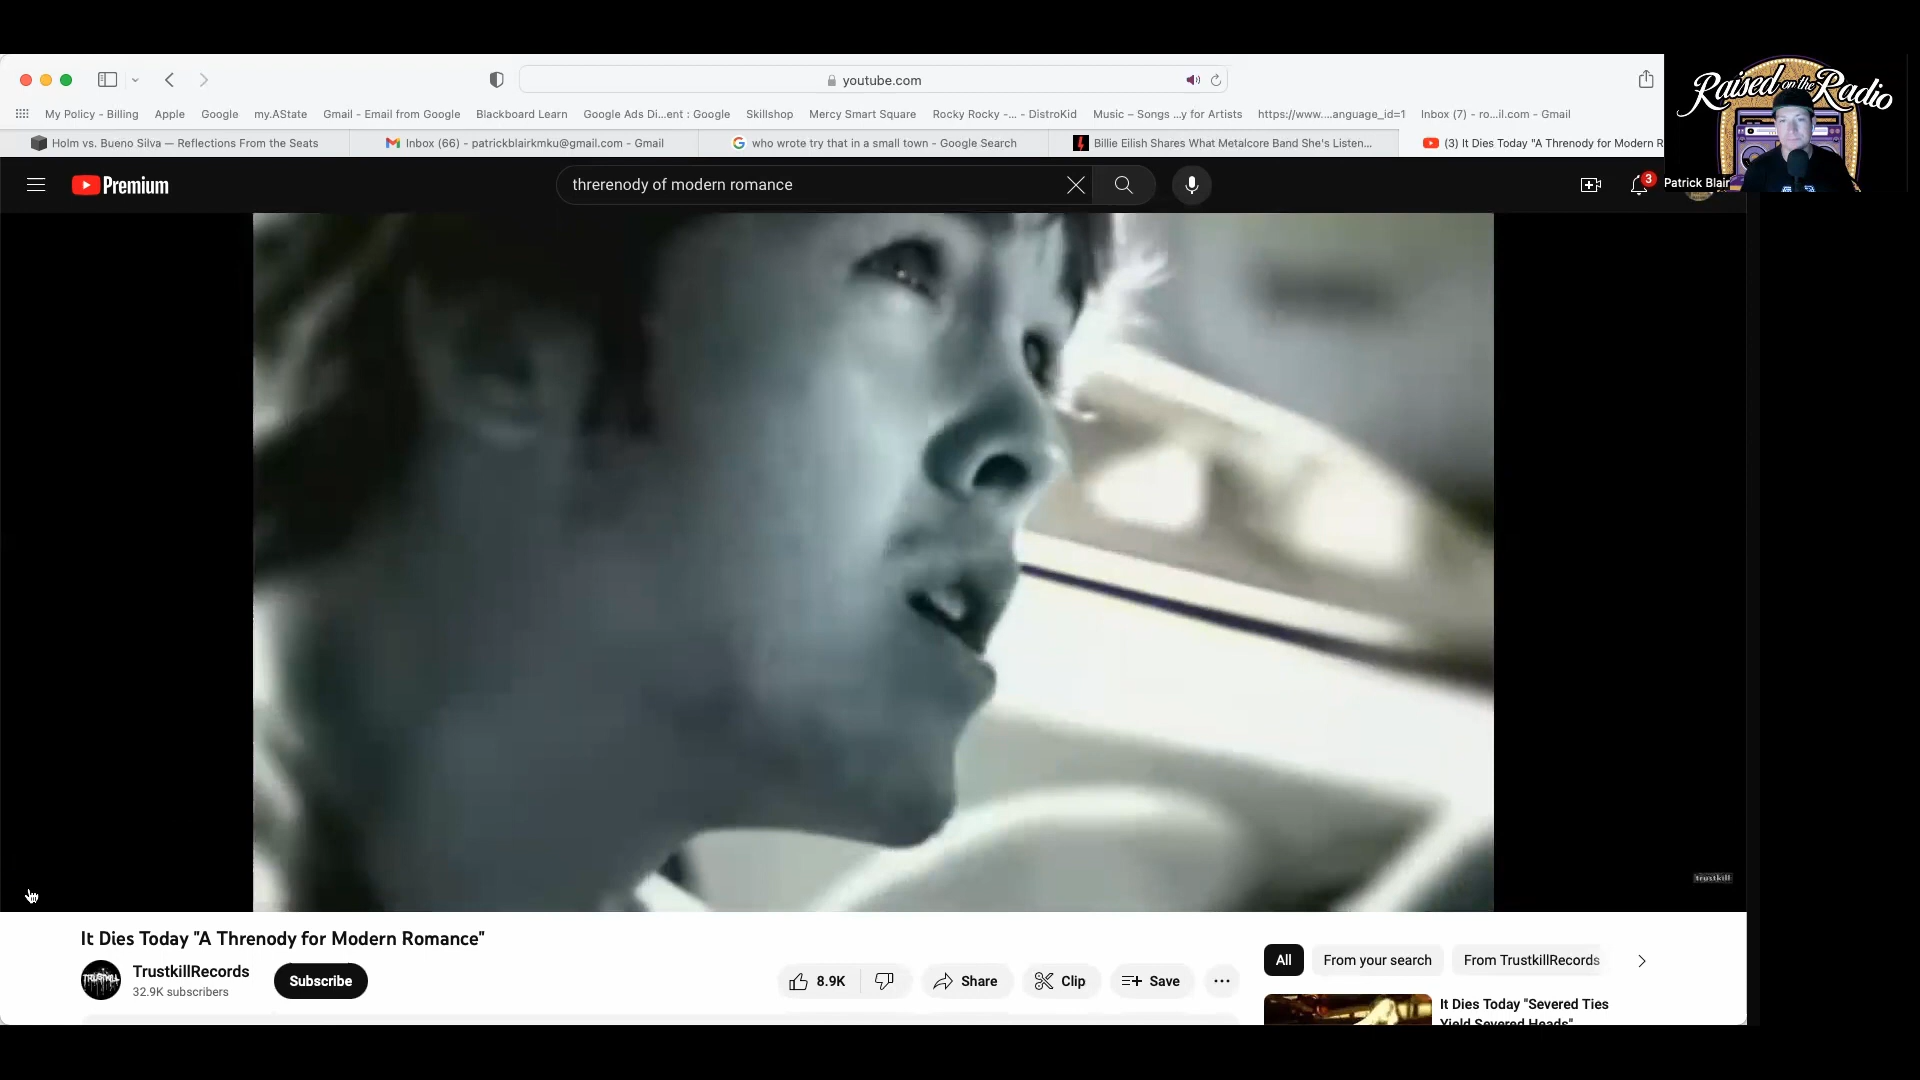 youtube.com
My Policy - Billing Apple Google my.AState Gmail - Email from Google Blackboard Learn Google Ads Di...ent : Google Skillshop Mercy Smart Square Rocky Rocky -... - DistroKid Music – Songs ...y for Artists https://www....anguage_id=1 Inbox (7) - ro...il.com - Gmail
Holm vs. Bueno Silva — Reflections From the Seats Inbox (66) - patrickblairkmku@gmail.com - Gmail who wrote try that in a small town - Google Search Billie Eilish Shares What Metalcore Band She's Listen... (3) It Dies Today "A Threnody for Modern R
Raised on the Radio
Patrick Blair
Premium threrenody of modern romance 3
trustkill
It Dies Today "A Threnody for Modern Romance"
TRUSTKILL
TrustkillRecords
32.9K subscribers
Subscribe 8.9K Share Clip Save
All From your search From TrustkillRecords
It Dies Today "Severed Ties
Yield Severed Heads"